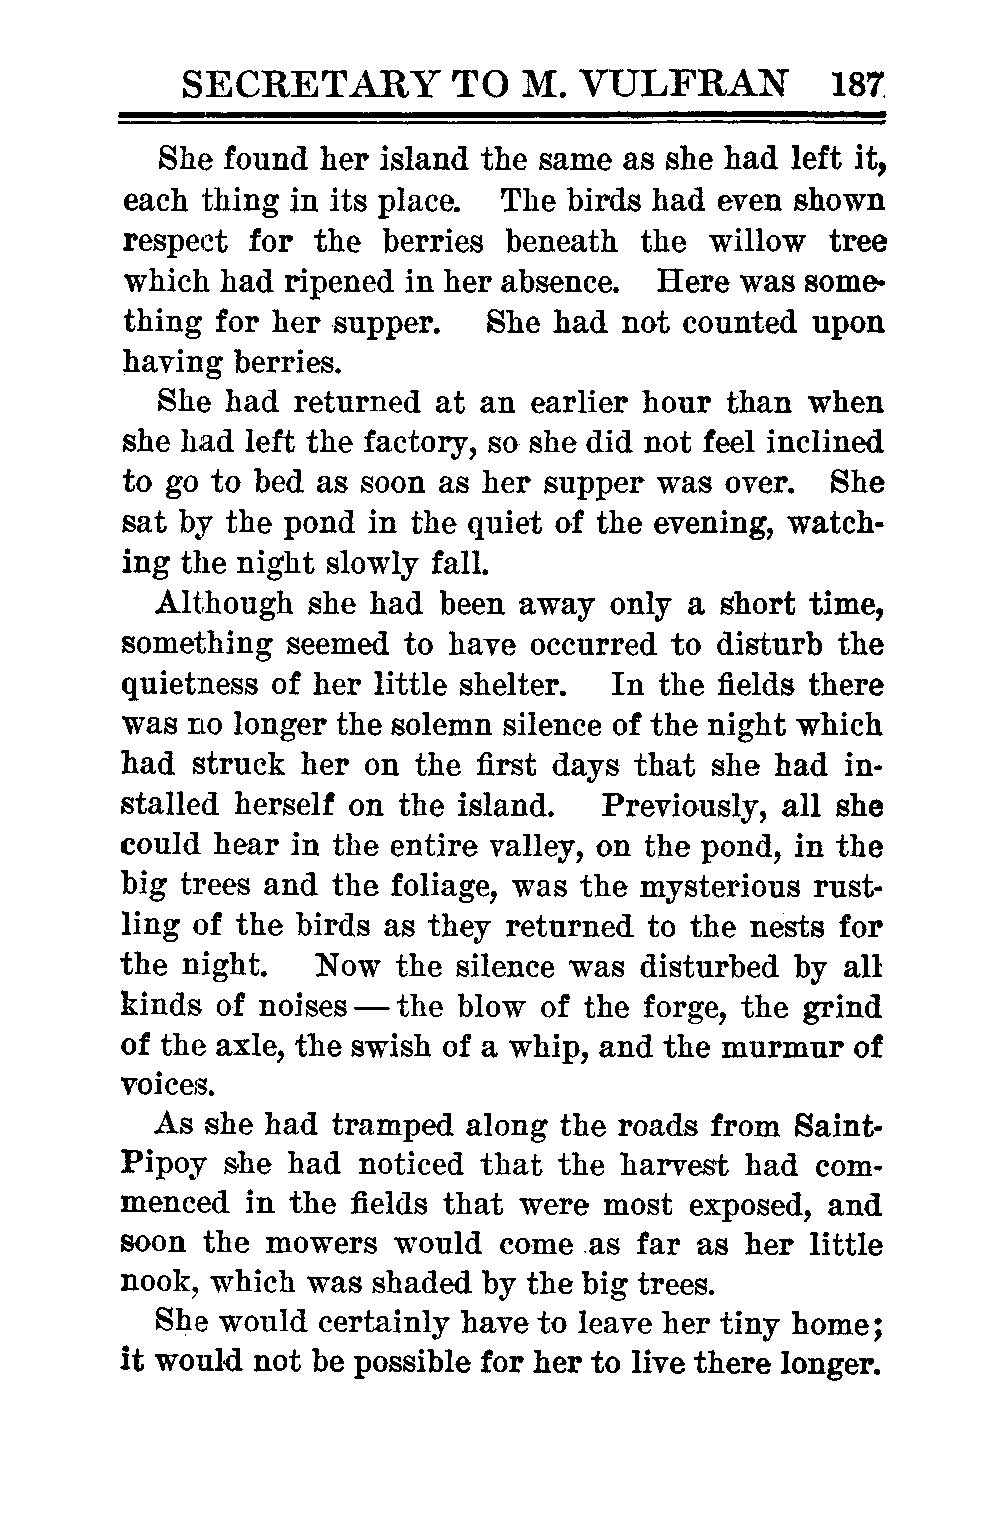 SECRETARY TO M. VULFRAN 187
She found her island the same as she had left it,
each thing in its place. The birds had even shown
respect for the berries beneath the willow tree
which had ripened in her absence. Here was some-
thing for her supper. She had not counted upon
having berries.
She had returned at an earlier hour than when
she had left the factory, so she did not feel inclined
to go to bed as soon as her supper was over. She
sat by the pond in the quiet of the evening, watch-
ing the night slowly fall.
Although she had been away only a short time,
something seemed to have occurred to disturb the
quietness of her little shelter. In the fields there
was no longer the solemn silence of the night which
had struck her on the first days that she had in-
stalled herself on the island. Previously, all she
could hear in the entire valley, on the pond, in the
big trees and the foliage, was the mysterious rust-
ling of the birds as they returned to the nests for
the night. Now the silence was disturbed by all
kinds of noises — the blow of the forge, the grind
of the axle, the swish of a whip, and the murmur of
voices.
As she had tramped along the roads from Saint-
Pipoy she had noticed that the harvest had com-
menced in the fields that were most exposed, and
soon the mowers would come as far as her little
nook, which was shaded by the big trees.
She would certainly have to leave her tiny home;
it would not be possible for her to live there longer.